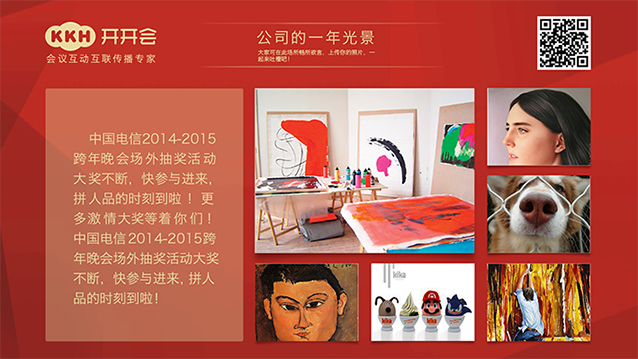 KKH 开开会
会议互动互联传播专家
公司的一年光景
大家可在此场所畅所欲言，上传你的照片，一
起来吐槽吧！
中国电信2014-2015
跨年晚会场外抽奖活动
大奖不断，快参与进来，
拼人品的时刻到啦！更
多激情大奖等着你们！
中国电信2014-2015跨
年晚会场外抽奖活动大奖
不断，快参与进来，拼人
品的时刻到啦！
kika